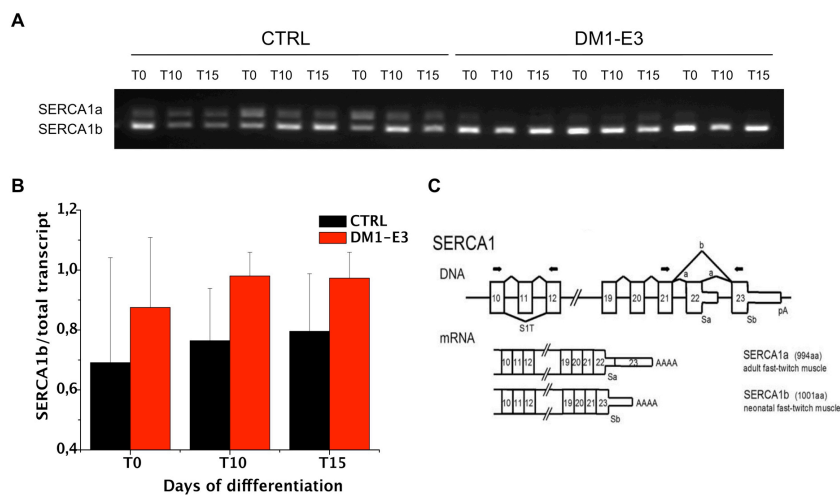 A
CTRL DM1-E3
T0 T10 T15 T0 T10 T15 T0 T10 T15 T0 T10 T15 T0 T10 T15 T0 T10 T15
SERCA1a
SERCA1b
B
1,2
1,0
0,8
0,6
0,4
SERCA1b/total transcript
CTRL
DM1-E3
T0 T10 T15
Days of diffferentiation
C
SERCA1
DNA
b
a a
10 11 12 19 20 21 22 23
S1T
Sa
Sb
pA
mRNA
10 11 12 19 20 21 22 23 AAAA
Sa
SERCA1a (994aa)
adult fast-twitch muscle
10 11 12 19 20 21 23 AAAA
Sb
SERCA1b (1001aa)
neonatal fast-twitch muscle